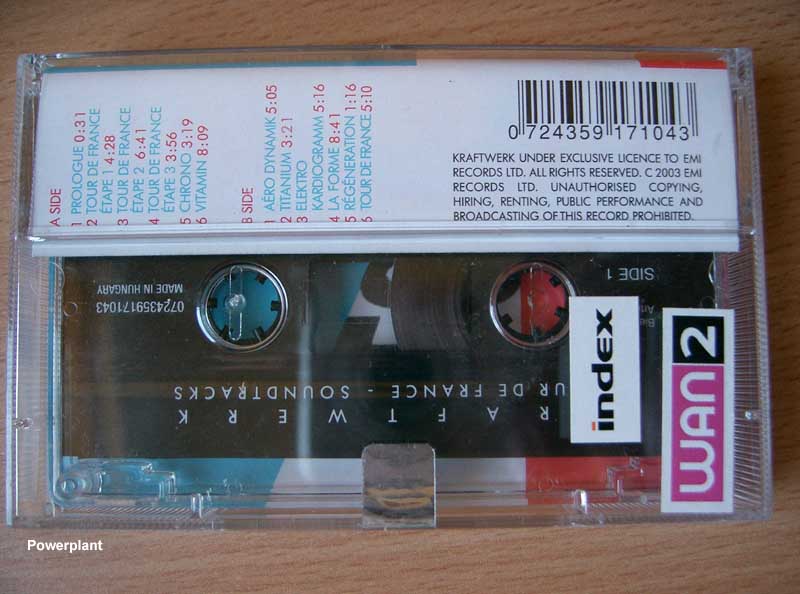 A SIDE
1 PROLOGUE 0:31
2 TOUR DE FRANCE
ÉTAPE 1 4:28
3 TOUR DE FRANCE
ÉTAPE 2 6:41
4 TOUR DE FRANCE
ÉTAPE 3 3:56
5 CHRONO 3:19
6 VITAMIN 8:09
B SIDE
1 AÉRO DYNAMIK 5:05
2 TITANIUM 3:21
3 ELEKTRO
KARDIOGRAMM 5:16
4 LA FORME 8:41
5 RÉGÉNERATION 1:16
6 TOUR DE FRANCE 5:10
0 724359 171043
KRAFTWERK UNDER EXCLUSIVE LICENCE TO EMI
RECORDS LTD. ALL RIGHTS RESERVED. C 2003 EMI
RECORDS LTD. UNAUTHORISED COPYING,
HIRING, RENTING, PUBLIC PERFORMANCE AND
BROADCASTING OF THIS RECORD PROHIBITED.
SIDE 1
0724359171043
MADE IN HUNGARY
RAFTWERK
UR DE FRANCE - SOUNDTRACKS
index
WAN2
Powerplant